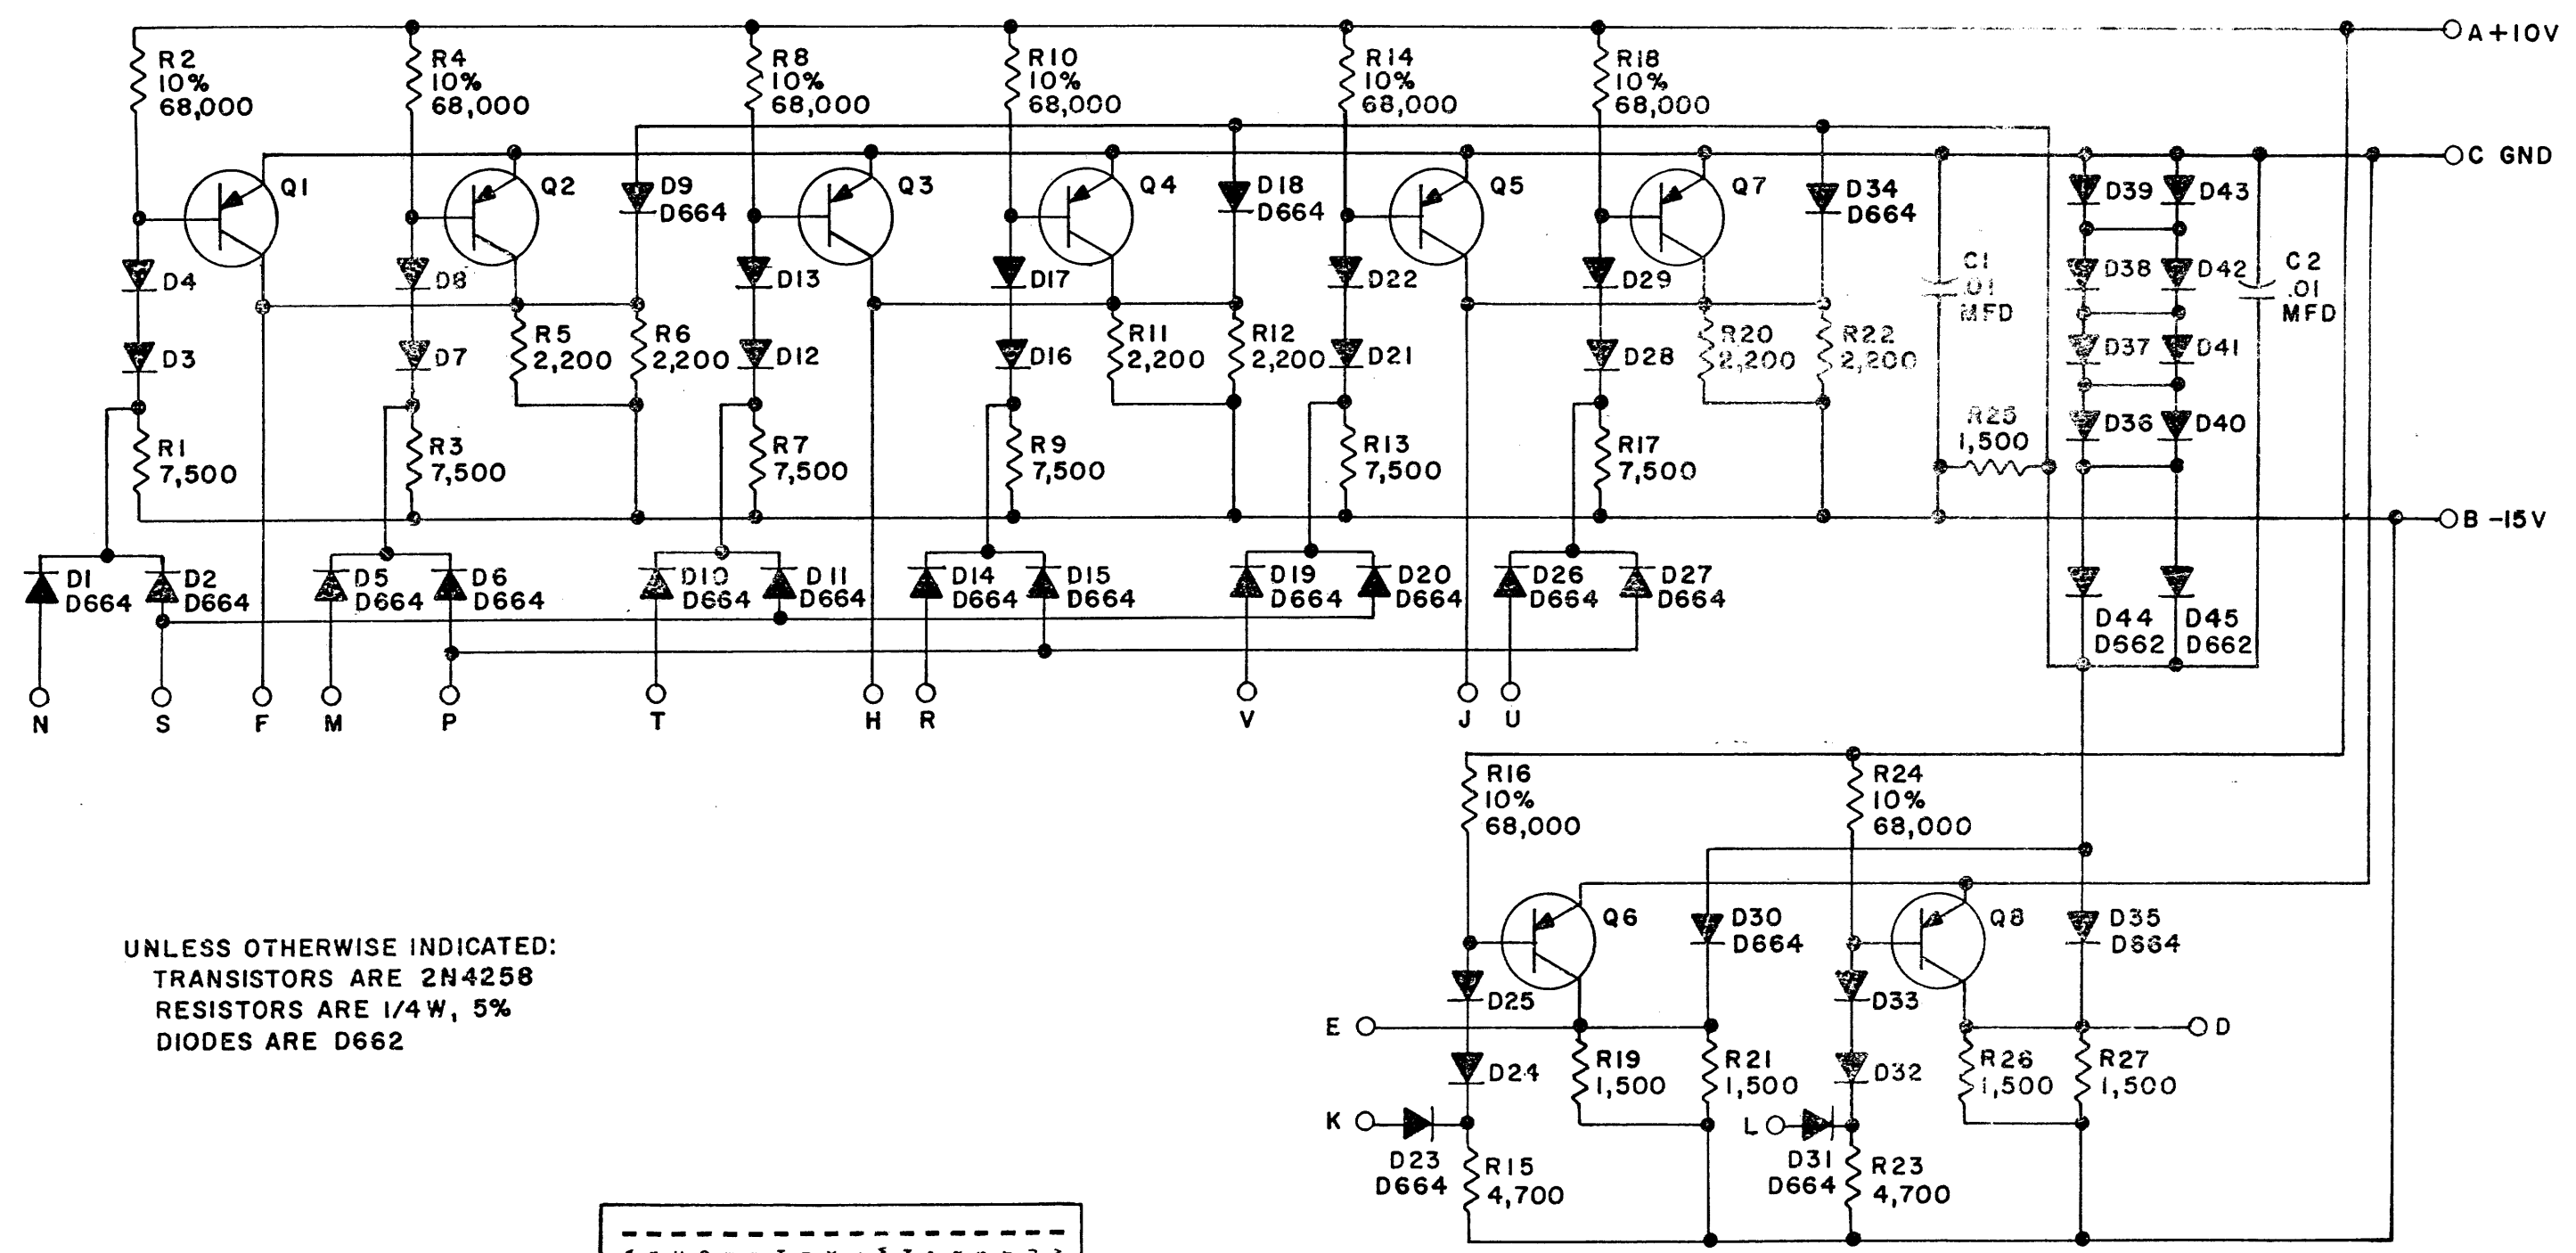 A +10V
R2
10%
68,000
R4
10%
68,000
R8
10%
68,000
R10
10%
68,000
R14
10%
68,000
R18
10%
68,000
C GND
Q1
Q2
D9
D664
Q3
Q4
D18
D664
Q5
Q7
D34
D664
D39
D43
D4
D8
D13
D17
D22
D29
C1
.01
MFD
D38
D42
C2
.01
MFD
D3
D7
R5
2,200
R6
2,200
D12
D16
R11
2,200
R12
2,200
D21
D28
R20
2,200
R22
2,200
D37
D41
R25
1,500
D36
D40
R1
7,500
R3
7,500
R7
7,500
R9
7,500
R13
7,500
R17
7,500
B -15V
D1
D664
D2
D664
D5
D664
D6
D664
D10
D664
D11
D664
D14
D664
D15
D664
D19
D664
D20
D664
D26
D664
D27
D664
D44
D662
D45
D662
N
S
F
M
P
T
H
R
V
J
U
R16
10%
68,000
R24
10%
68,000
Q6
D30
D664
Q8
D35
D664
D25
D33
E
D
R19
1,500
R21
1,500
R26
1,500
R27
1,500
D24
D32
K
L
D23
D664
R15
4,700
D31
D664
R23
4,700
UNLESS OTHERWISE INDICATED:
TRANSISTORS ARE 2N4258
RESISTORS ARE 1/4W, 5%
DIODES ARE D662